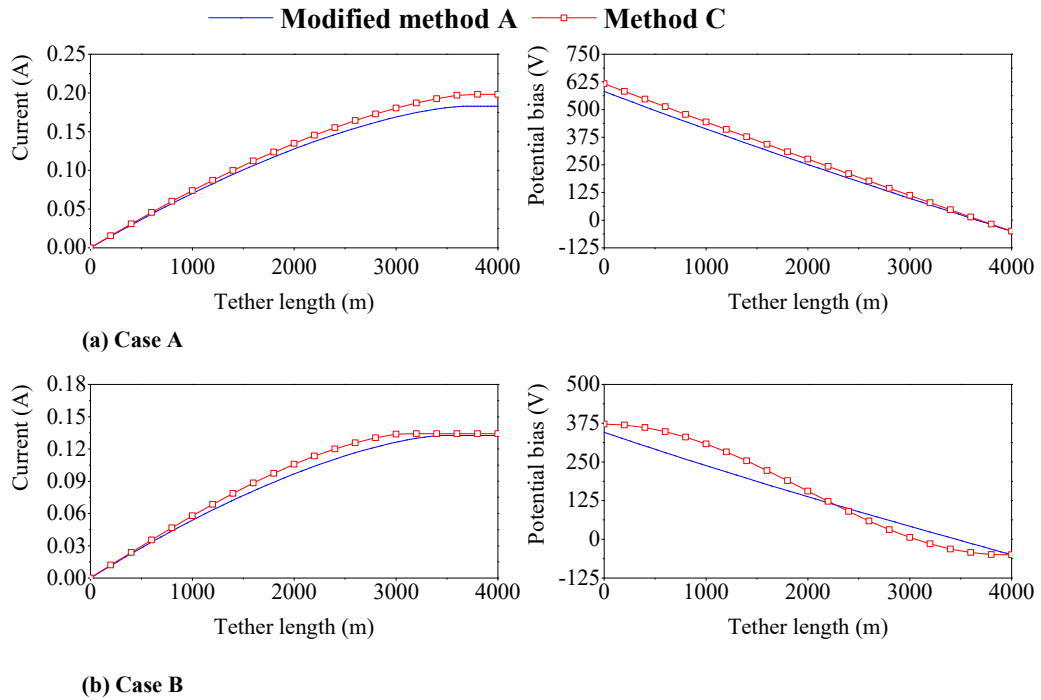 Modified method A Method C
Current (A)
0.25
0.20
0.15
0.10
0.05
0.00
0 1000 2000 3000 4000
Tether length (m)
Potential bias (V)
750
625
500
375
250
125
0
-125
0 1000 2000 3000 4000
Tether length (m)
(a) Case A
Current (A)
0.18
0.15
0.12
0.09
0.06
0.03
0.00
0 1000 2000 3000 4000
Tether length (m)
Potential bias (V)
500
375
250
125
0
-125
0 1000 2000 3000 4000
Tether length (m)
(b) Case B